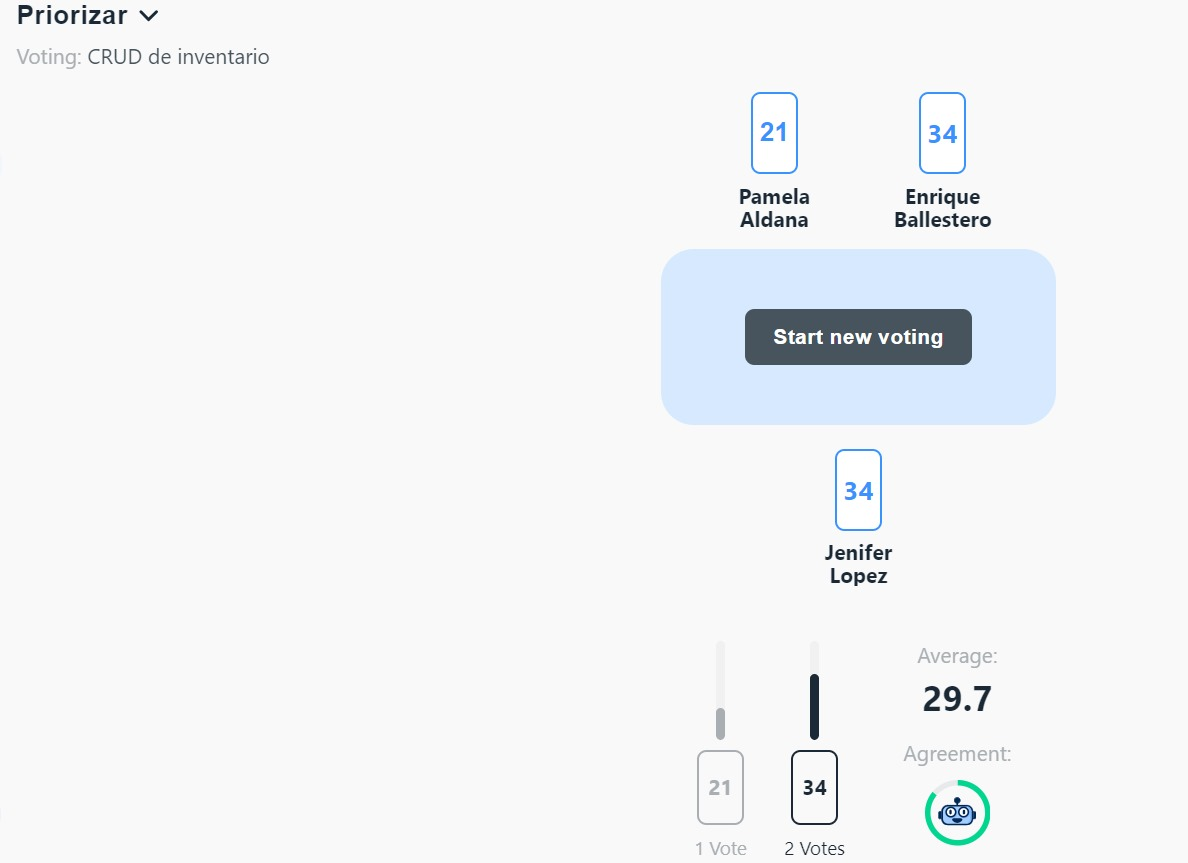 Priorizar
Voting: CRUD de inventario
21
34
Pamela
Aldana
Enrique
Ballestero
Start new voting
34
Jenifer
Lopez
Average:
29.7
Agreement:
21
34
1 Vote
2 Votes